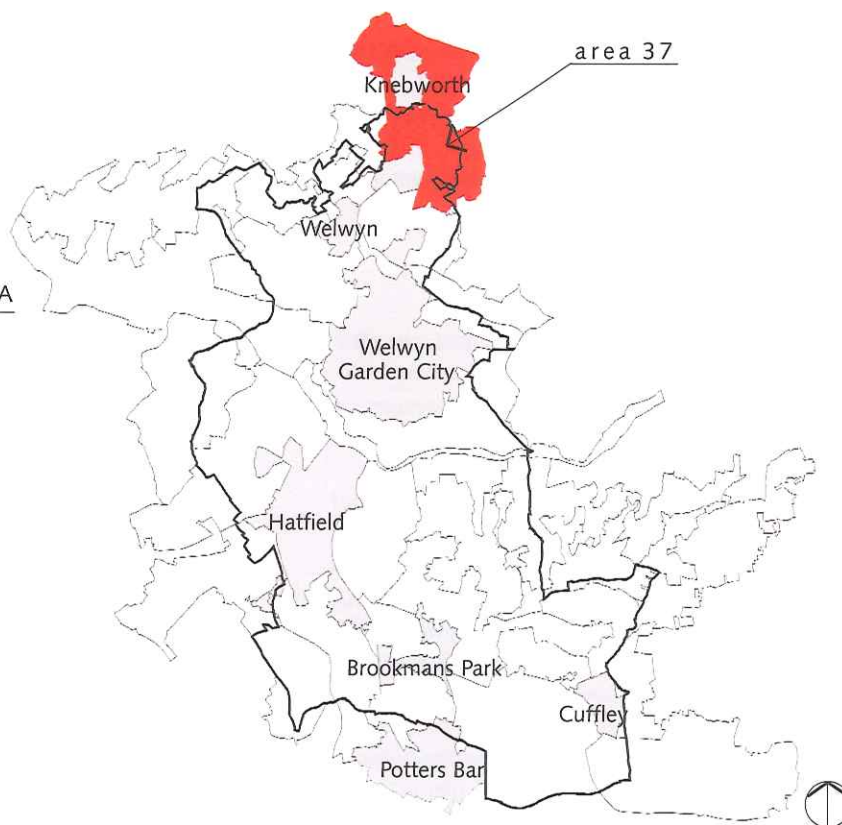 area 37
Knebworth
Welwyn
A
Welwyn
Garden City
Hatfield
Brookmans Park
Cuffley
Potters Bar